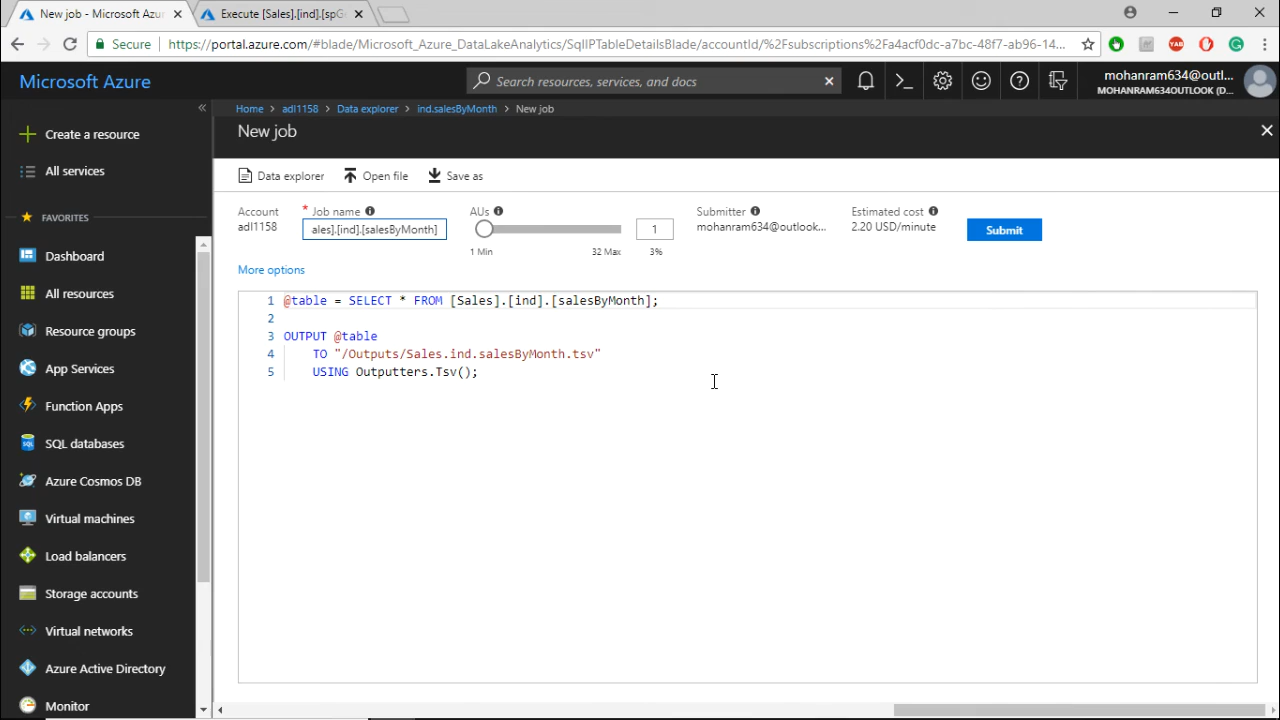 New job - Microsoft Azure
Execute [Sales].[ind].[spG
Secure
https://portal.azure.com/#blade/Microsoft_Azure_DataLakeAnalytics/SqlIPTableDetailsBlade/accountId/%2Fsubscriptions%2Fa4acf0dc-a7bc-48f7-ab96-14...
YAB
Microsoft Azure
Search resources, services, and docs
mohanram634@outl...
MOHANRAM634OUTLOOK (D...
Home
adl1158
Data explorer
ind.salesByMonth
New job
Create a resource
All services
FAVORITES
Dashboard
All resources
Resource groups
App Services
Function Apps
SQL databases
Azure Cosmos DB
Virtual machines
Load balancers
Storage accounts
Virtual networks
Azure Active Directory
Monitor
New job
Data explorer
Open file
Save as
Account
adl1158
* Job name
ales].[ind].[salesByMonth]
AUs
1 Min
32 Max
1
3%
Submitter
mohanram634@outlook...
Estimated cost
2.20 USD/minute
Submit
More options
1 @table = SELECT * FROM [Sales].[ind].[salesByMonth];
2
3 OUTPUT @table
4 TO "/Outputs/Sales.ind.salesByMonth.tsv"
5 USING Outputters.Tsv();